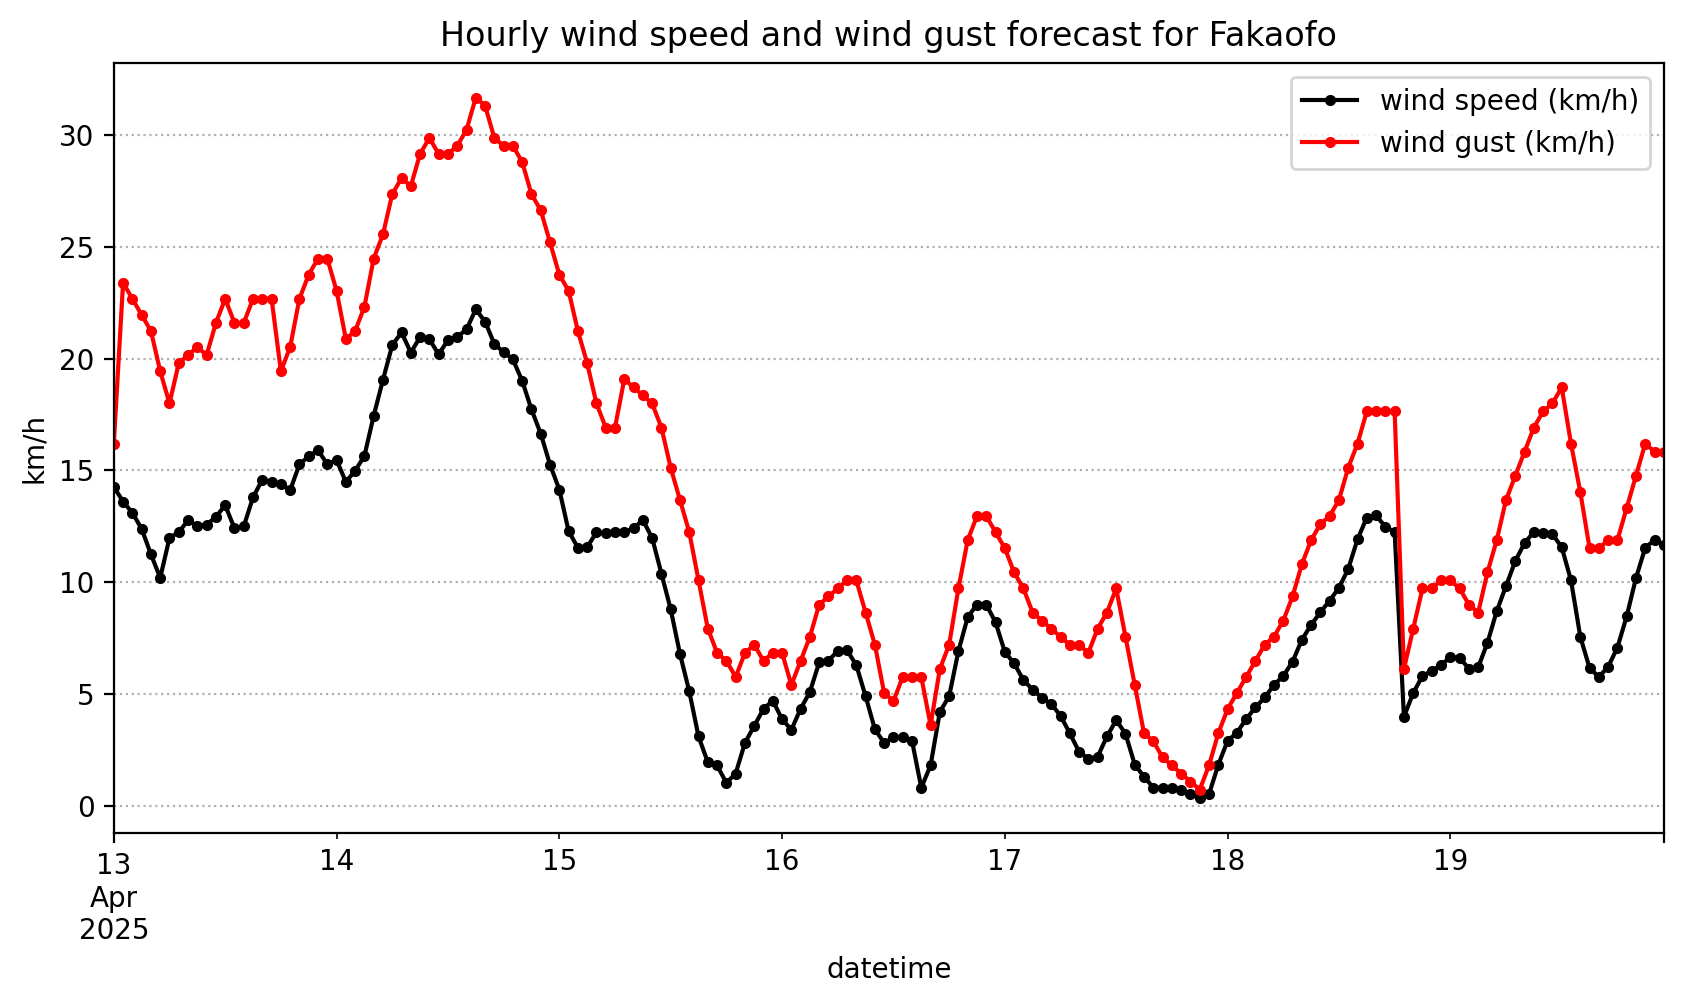 Hourly wind speed and wind gust forecast for Fakaofo
wind speed (km/h)
wind gust (km/h)
km/h
30
25
20
15
10
5
0
13
Apr
2025
14
15
16
17
18
19
datetime